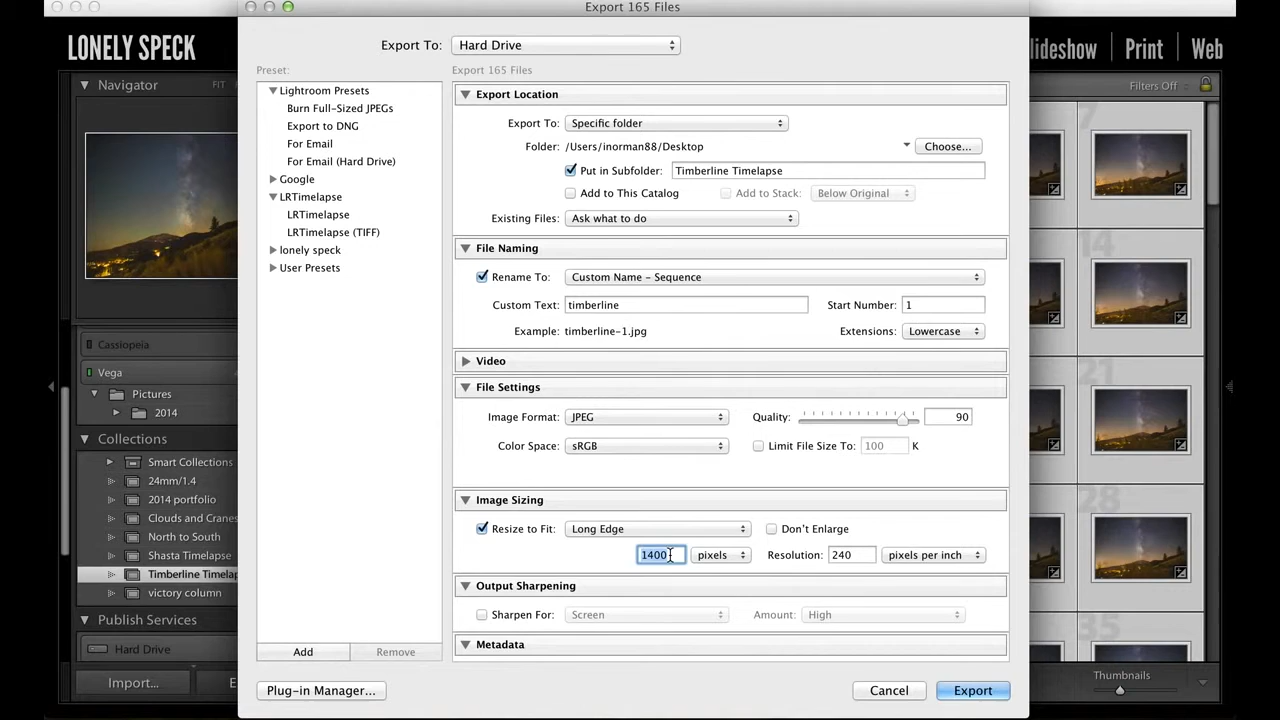 Export 165 Files
LONELY SPECK
lideshow
Print
Web
Export To: Hard Drive
Navigator
FIT
Preset:
Export 165 Files
Filters Off
Lightroom Presets
Burn Full-Sized JPEGs
Export to DNG
For Email
For Email (Hard Drive)
Google
LRTimelapse
LRTimelapse
LRTimelapse (TIFF)
lonely speck
User Presets
Add
Remove
Export Location
Export To: Specific folder
Folder: /Users/inorman88/Desktop
Choose...
Put in Subfolder: Timberline Timelapse
Add to This Catalog
Add to Stack: Below Original
Existing Files: Ask what to do
File Naming
Rename To: Custom Name - Sequence
Custom Text: timberline
Start Number: 1
Example: timberline-1.jpg
Extensions: Lowercase
Video
File Settings
Image Format: JPEG
Quality: 90
Color Space: sRGB
Limit File Size To: 100 K
Image Sizing
Resize to Fit: Long Edge
Don't Enlarge
1400 pixels
Resolution: 240 pixels per inch
Output Sharpening
Sharpen For: Screen
Amount: High
Metadata
Plug-in Manager...
Cancel
Export
Cassiopeia
Vega
Pictures
2014
Collections
Smart Collections
24mm/1.4
2014 portfolio
Clouds and Cranes
North to South
Shasta Timelapse
Timberline Timelap
victory column
Publish Services
Hard Drive
Import...
E
7
14
21
28
35
Thumbnails